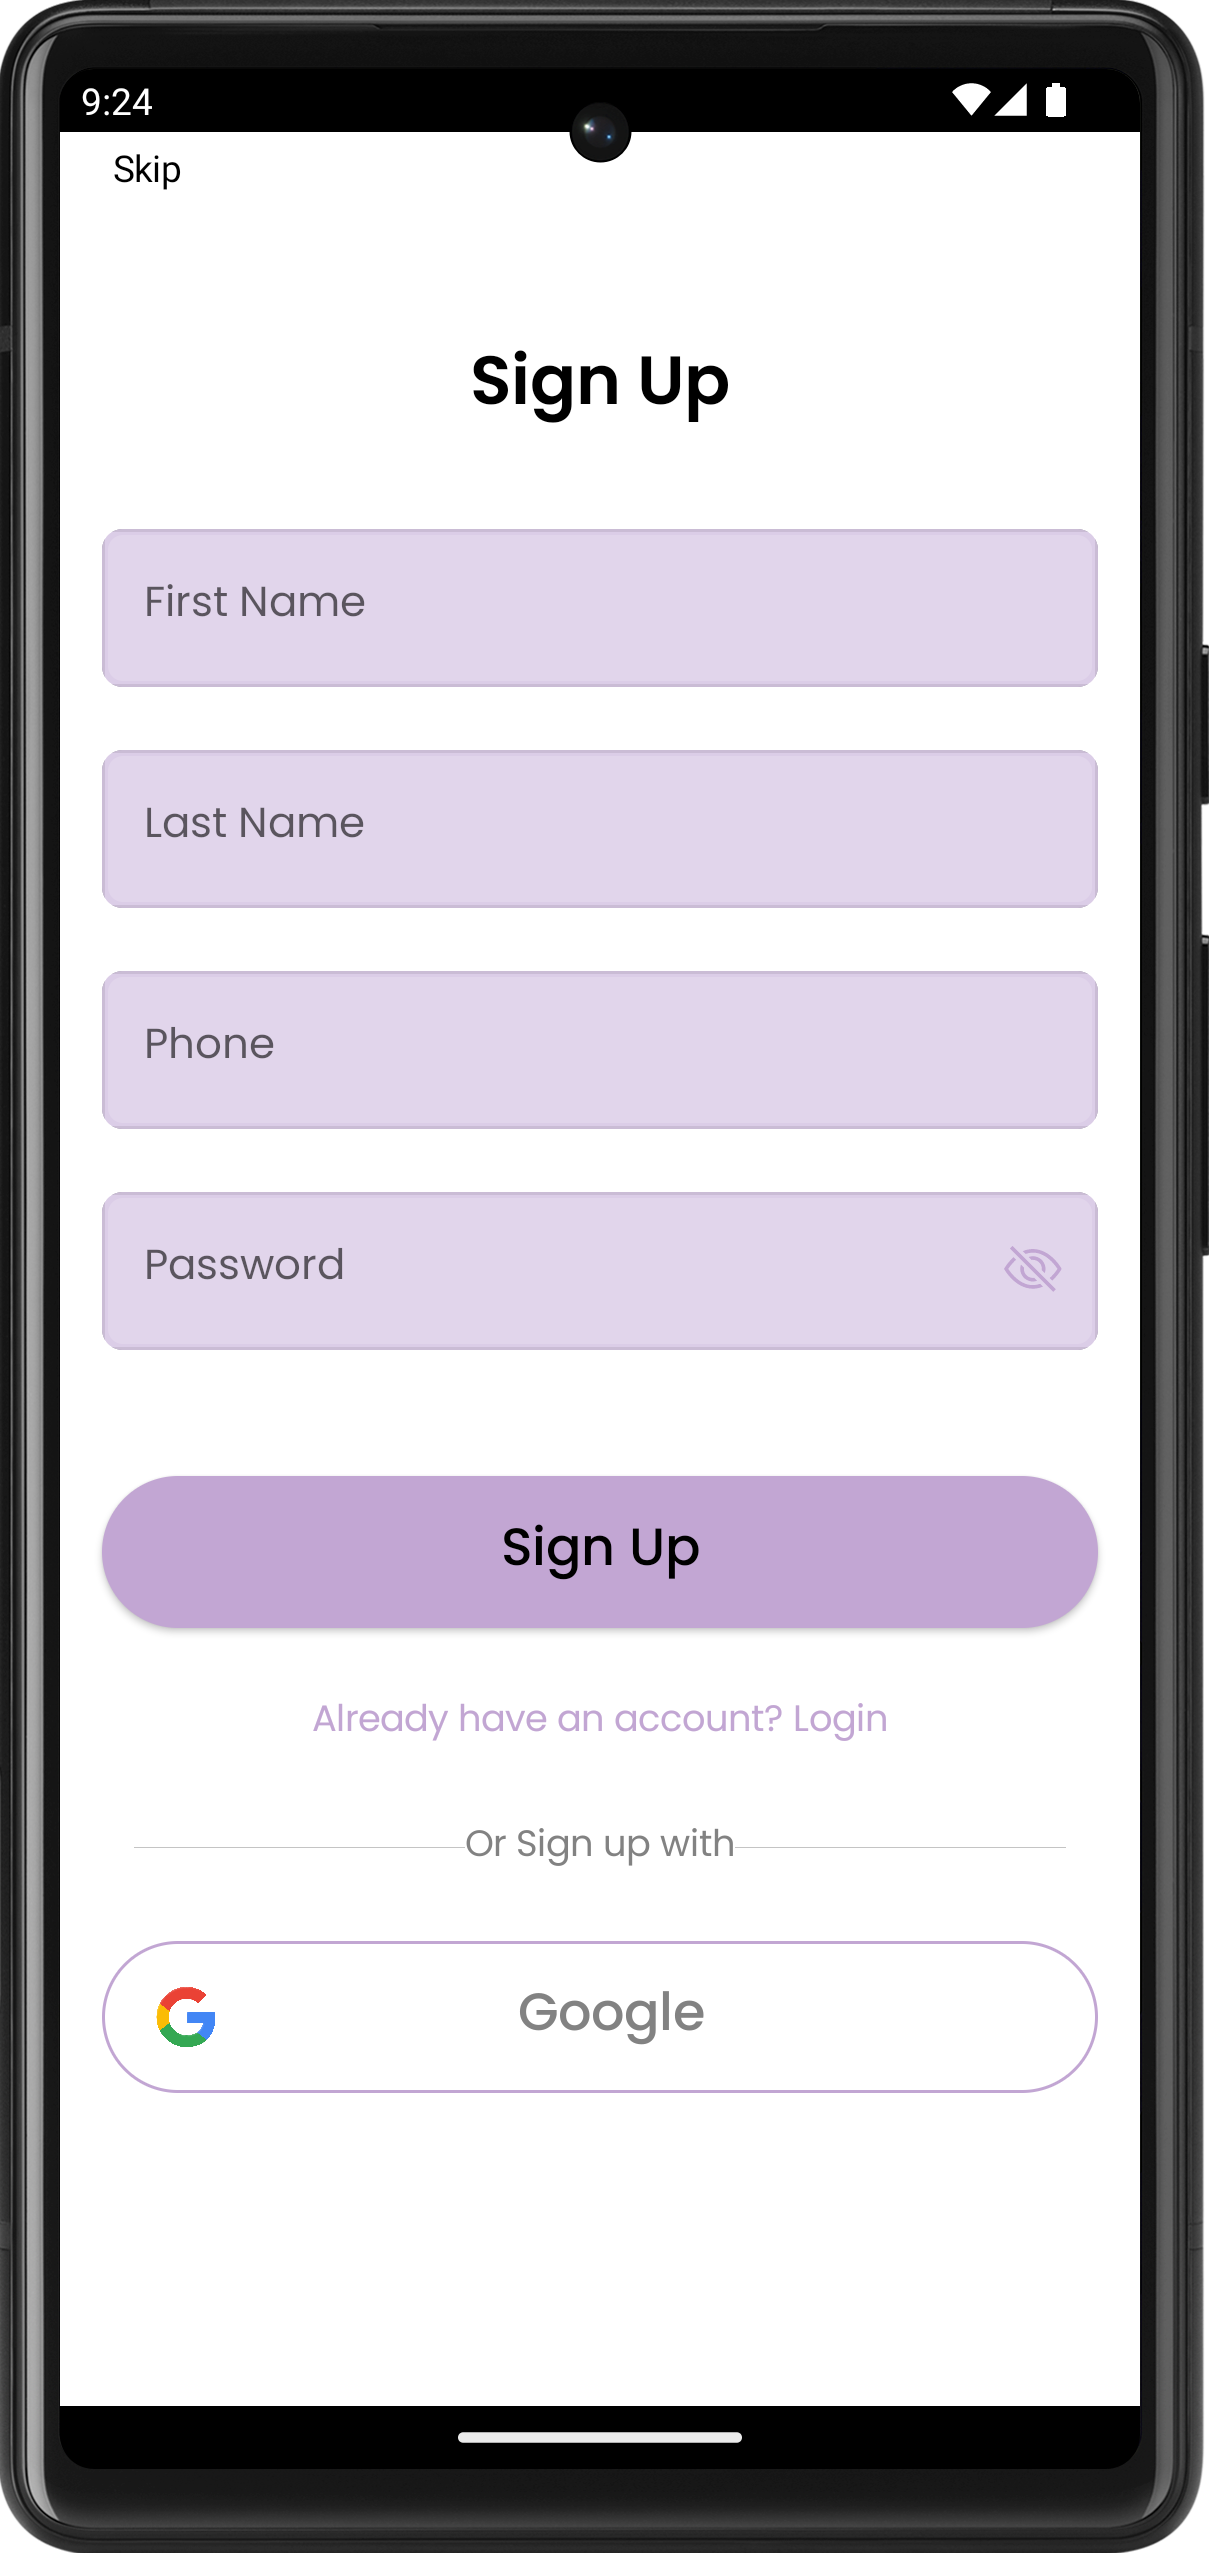 9:24
Skip
Sign Up
First Name
Last Name
Phone
Password
Sign Up
Already have an account? Login
Or Sign up with
Google